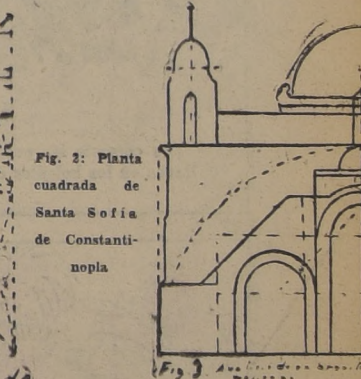 Fig. 2: Planta
cuadrada de
Santa Sofía
de Constanti-
nopla
Fig 3.